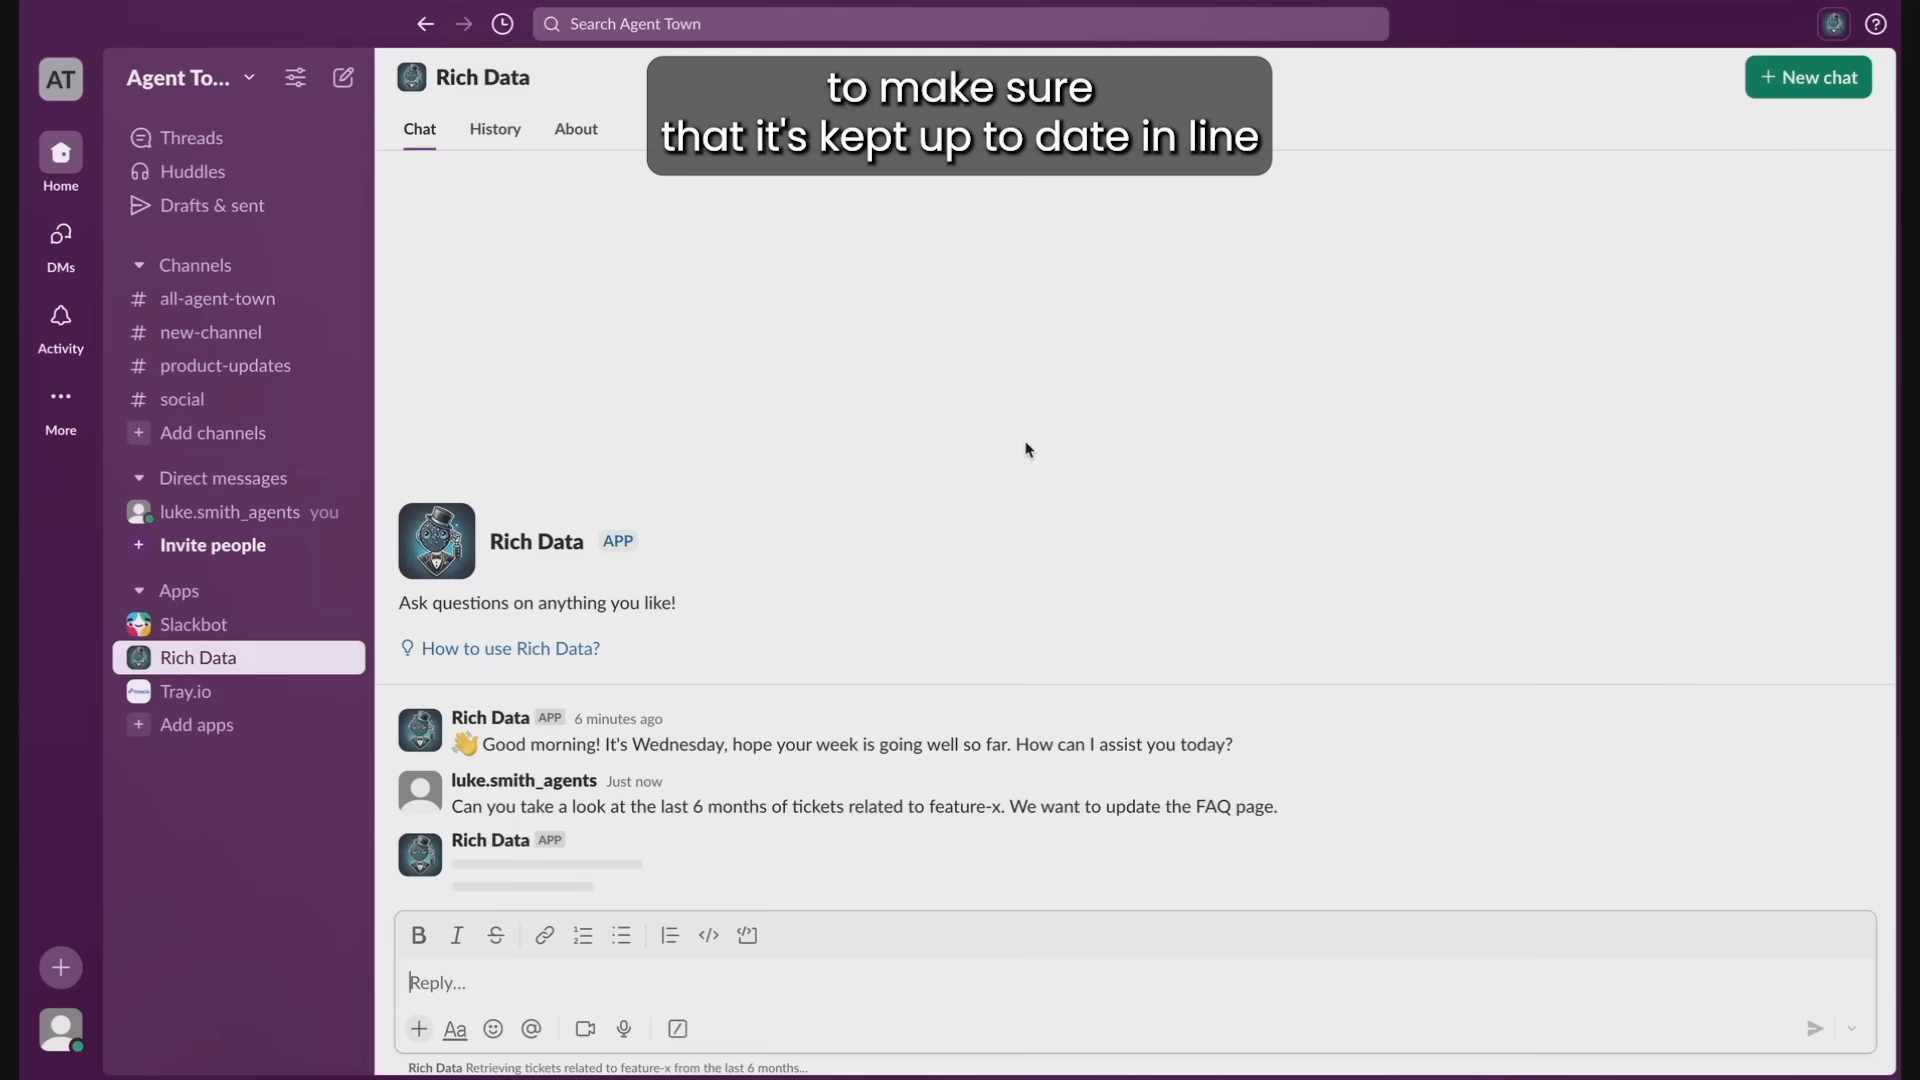 Search Agent Town
AT
Agent To...
Rich Data
to make sure
that it's kept up to date in line
+ New chat
Chat
History
About
Home
DMs
Activity
More
Threads
Huddles
Drafts & sent
Channels
# all-agent-town
# new-channel
# product-updates
# social
+ Add channels
Direct messages
luke.smith_agents you
+ Invite people
Apps
Slackbot
Rich Data
Tray.io
+ Add apps
Rich Data APP
Ask questions on anything you like!
How to use Rich Data?
Rich Data APP 6 minutes ago
👋 Good morning! It's Wednesday, hope your week is going well so far. How can I assist you today?
luke.smith_agents Just now
Can you take a look at the last 6 months of tickets related to feature-x. We want to update the FAQ page.
Rich Data APP
Reply...
Aa
Rich Data Retrieving tickets related to feature-x from the last 6 months...